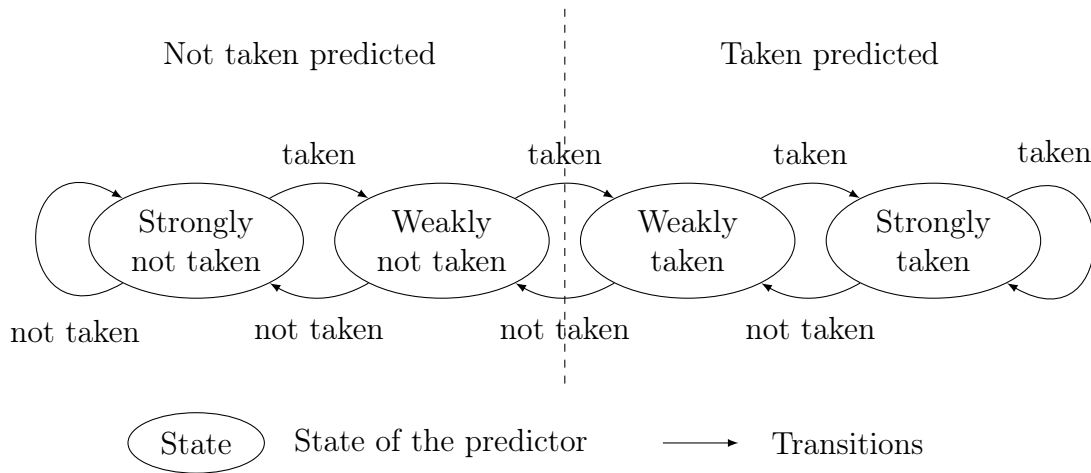 Not taken predicted
Taken predicted
taken
taken
taken
taken
Strongly
not taken
Weakly
not taken
Weakly
taken
Strongly
taken
not taken
not taken
not taken
not taken
State
State of the predictor
Transitions